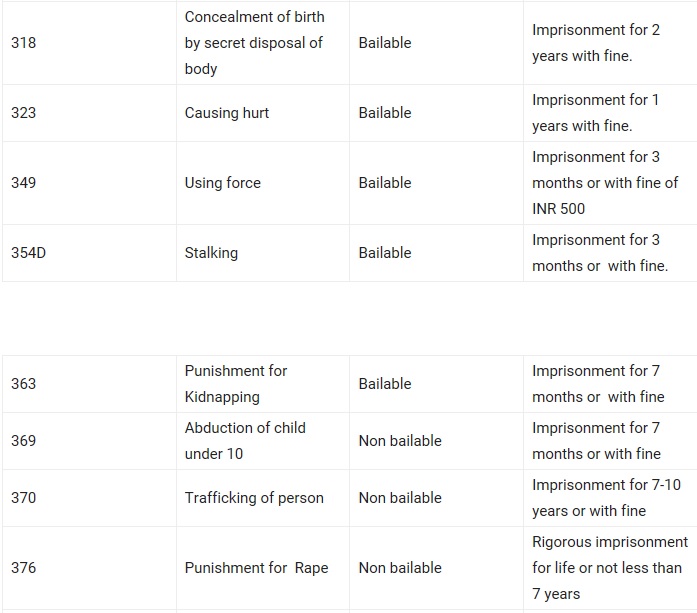 318
Concealment of birth
by secret disposal of
body
Bailable
Imprisonment for 2
years with fine.
323
Causing hurt
Bailable
Imprisonment for 1
years with fine.
349
Using force
Bailable
Imprisonment for 3
months or with fine of
INR 500
354D
Stalking
Bailable
Imprisonment for 3
months or  with fine.
363
Punishment for
Kidnapping
Bailable
Imprisonment for 7
months or  with fine
369
Abduction of child
under 10
Non bailable
Imprisonment for 7
months or with fine
370
Trafficking of person
Non bailable
Imprisonment for 7-10
years or with fine
376
Punishment for  Rape
Non bailable
Rigorous imprisonment
for life or not less than
7 years